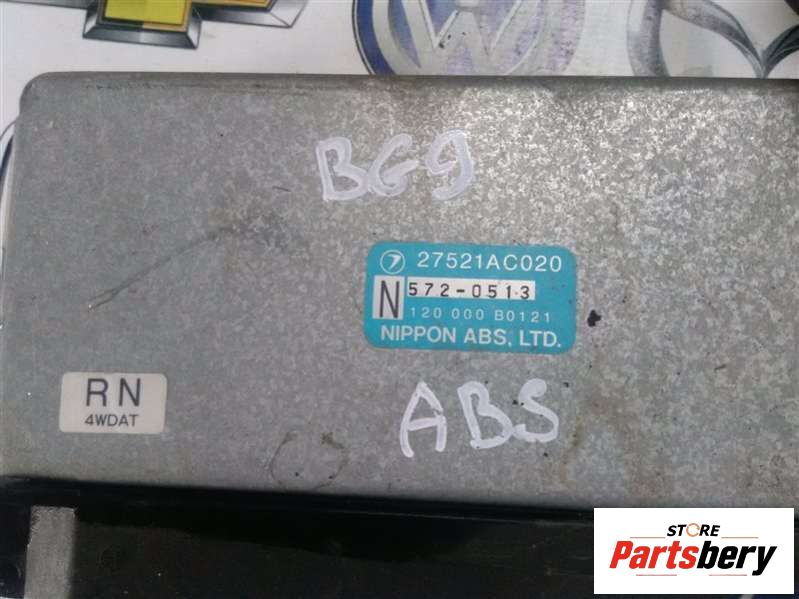 BG9
27521AC020
N 572-0513
120 000 B0121
NIPPON ABS, LTD.
RN
4WDAT
ABS
STORE
Partsbery